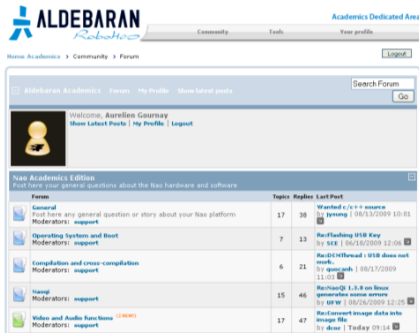 ALDEBARAN
Robotics
Academics Dedicated Area
Community Tools Your profile
Home Academics > Community > Forum
Logout
Search Forum
Aldebaran Academics Forum My Profile Show latest posts
Go
Welcome, Aurelien Gournay
Show Latest Posts | My Profile | Logout
Nao Academics Edition
Post here your general questions about the Nao hardware and software
Forum Topics Replies Last Post
General
Post here any general question or story about your Nao platform
Moderators: support
17 38
Wanted c/c++ source
by jyoung | 08/13/2009 10:01
Operating System and Boot
Moderators: support
7 13
Re:Flashing USB Key
by SCE | 06/18/2009 12:06
Compilation and cross-compilation
Moderators: support
6 21
Re:DCMThread : USB does not
work.
by | 08/17/2009
11:03
Naoqi
Moderators: support
15 46
Re:NaoQi 1.3.8 on linux
generates some errors
by UFW | 08/26/2009 12:25
Video and Audio functions
Moderators: support
17 47
Re:Convert image data into
image file
by | Today 09:14